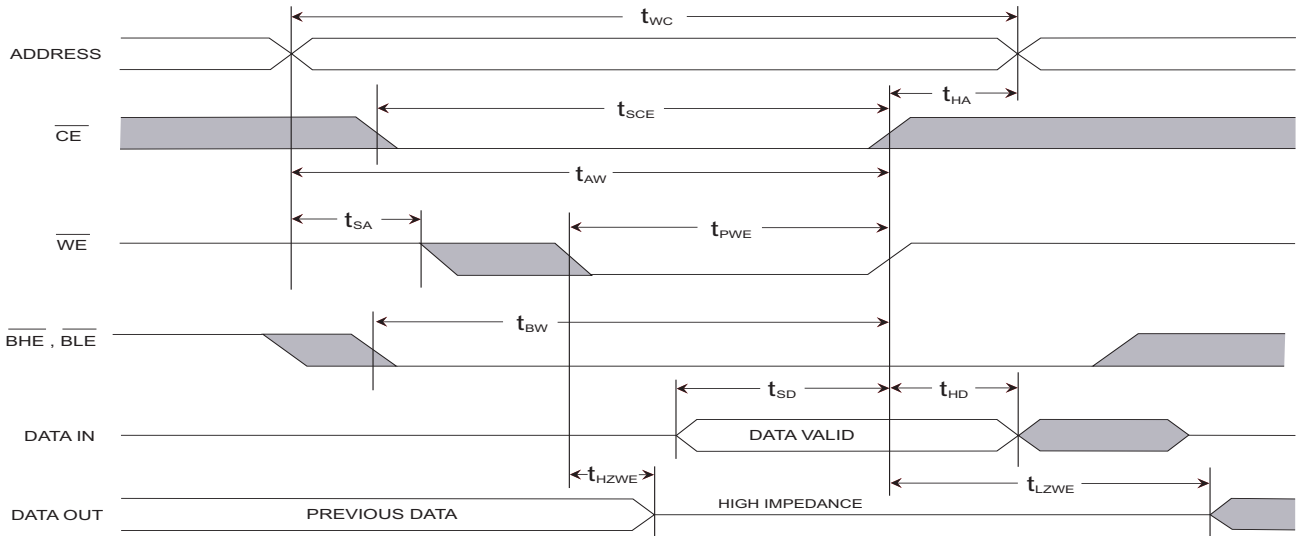 tWC
ADDRESS
tHA
tSCE
CE
tAW
tSA
tPWE
WE
tBW
BHE , BLE
tSD
tHD
DATA IN
DATA VALID
tHZWE
tLZWE
HIGH IMPEDANCE
DATA OUT
PREVIOUS DATA